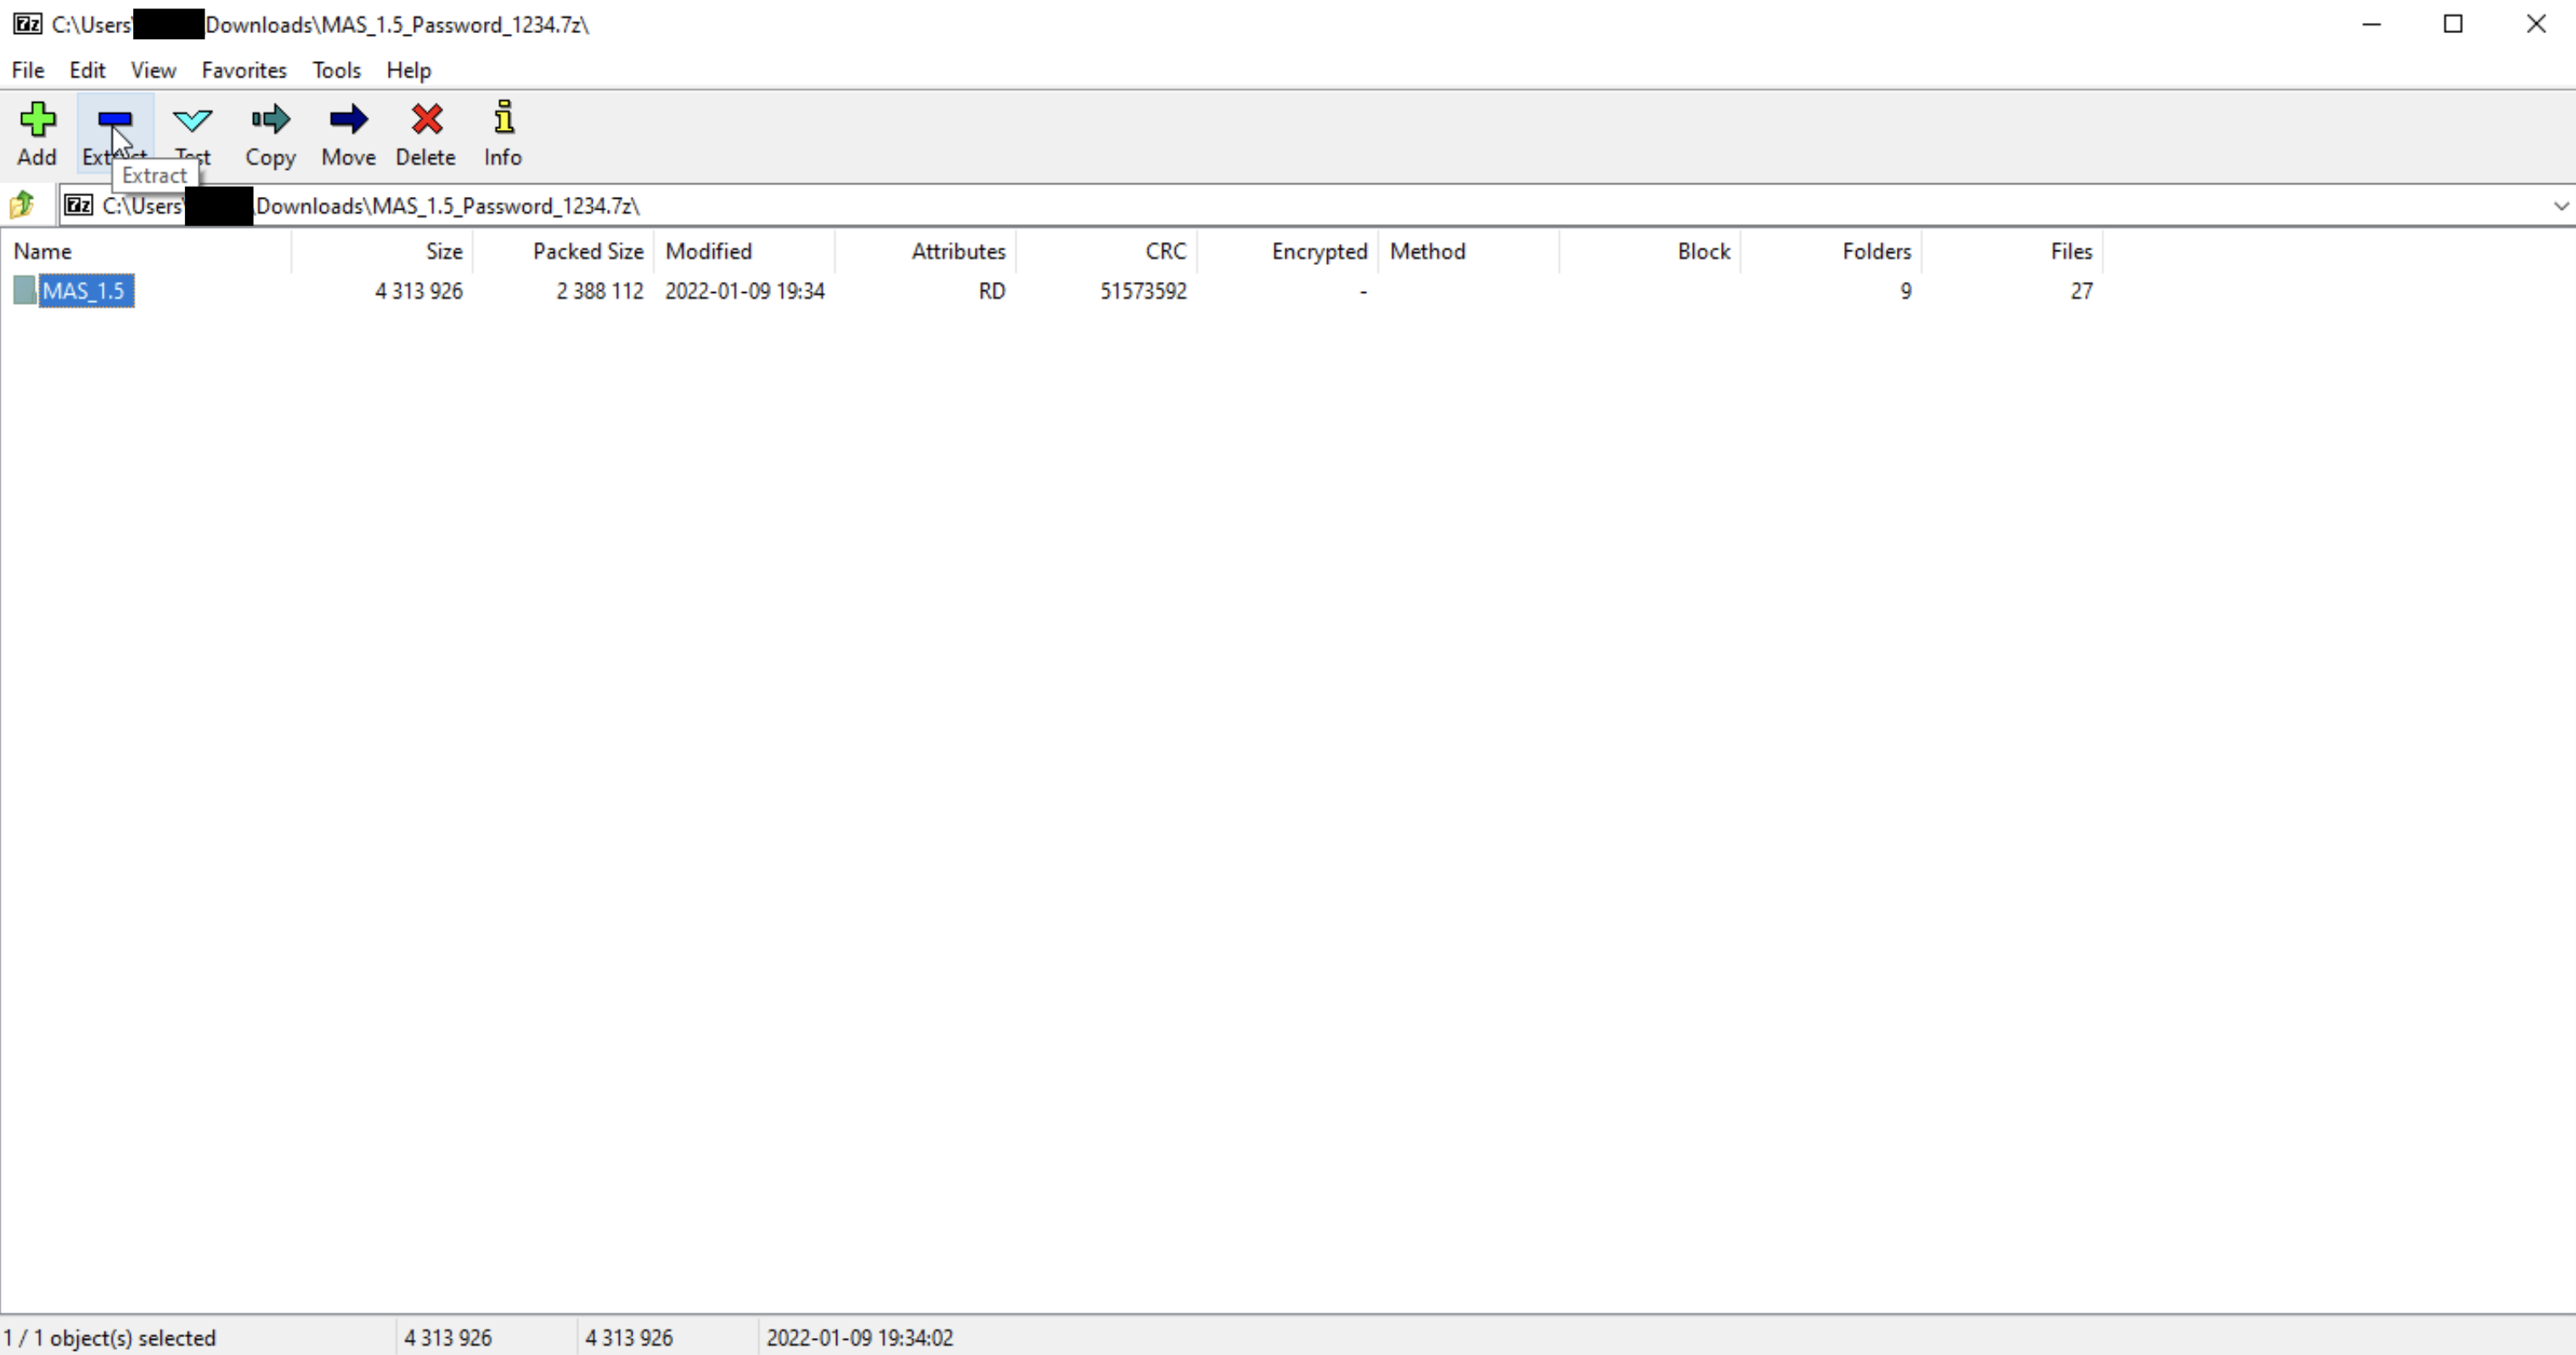 7z C:\Users\ Downloads\MAS_1.5_Password_1234.7z\
File Edit View Favorites Tools Help
Add Extract Test Copy Move Delete Info
Extract
7z C:\Users\ \Downloads\MAS_1.5_Password_1234.7z\
Name Size Packed Size Modified Attributes CRC Encrypted Method Block Folders Files
MAS_1.5 4 313 926 2 388 112 2022-01-09 19:34 RD 51573592 - 9 27
1 / 1 object(s) selected 4 313 926 4 313 926 2022-01-09 19:34:02